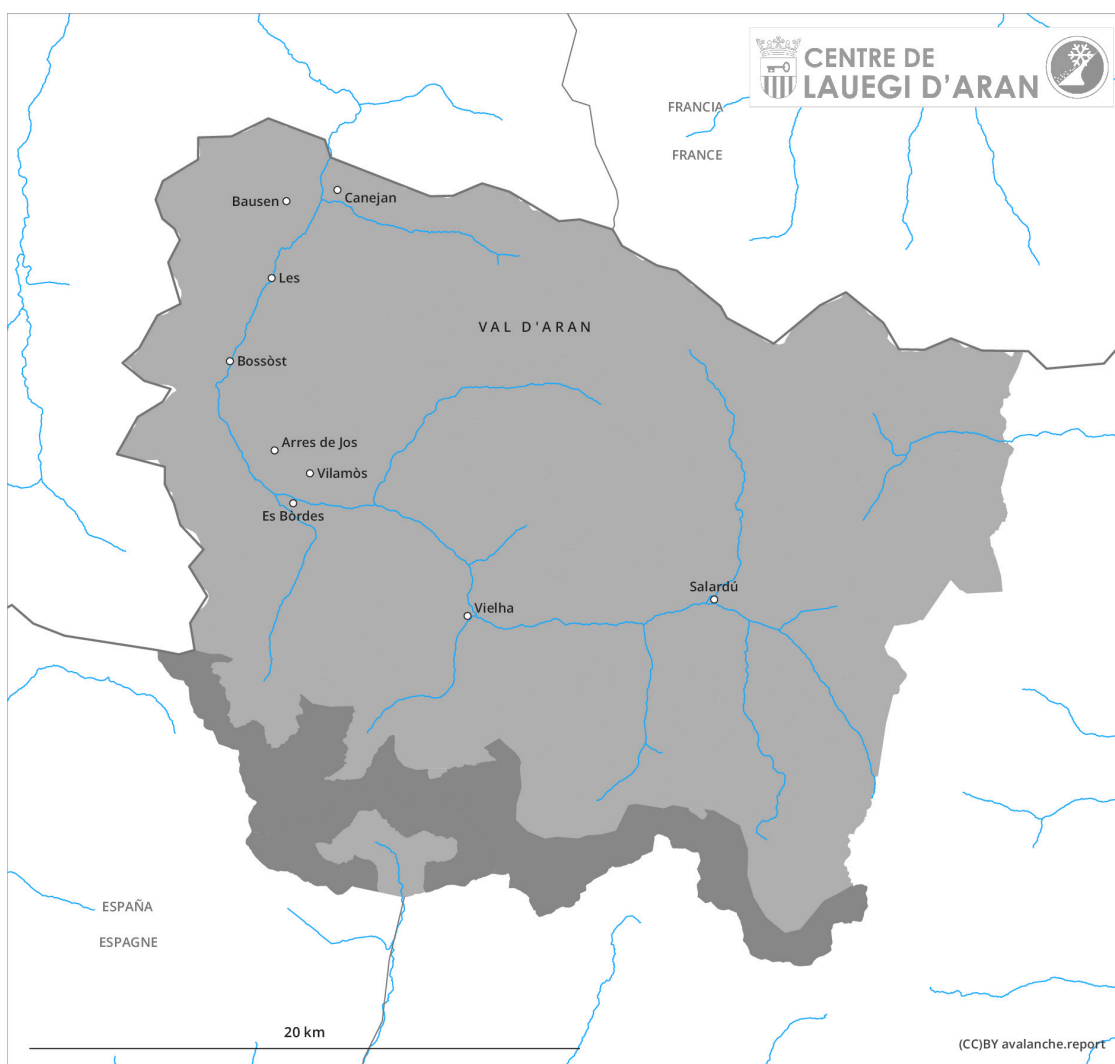 CENTRE DE
LAUEGI D'ARAN
FRANCIA
FRANCE
Bausen
Canejan
Les
VAL D'ARAN
Bossòst
Arres de Jos
Vilamòs
Es Bòrdes
Salardú
Vielha
ESPAÑA
ESPAGNE
20 km
(CC)BY avalanche.report